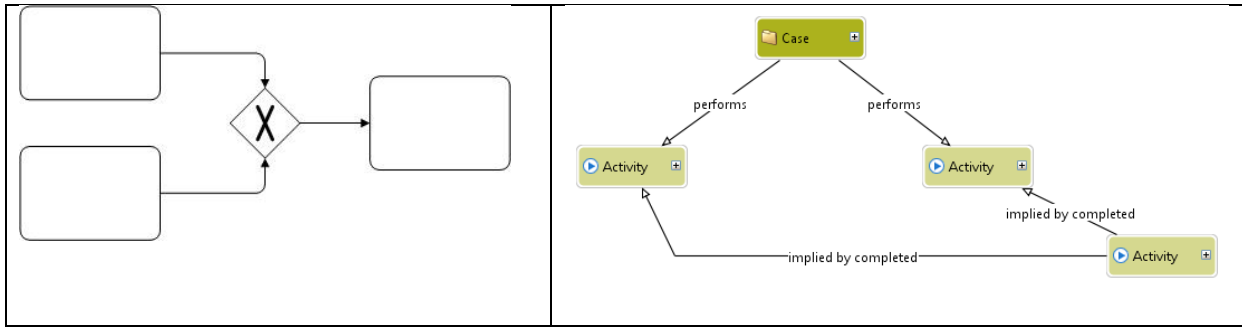 X
Case
performs
performs
Activity
Activity
implied by completed
implied by completed
Activity